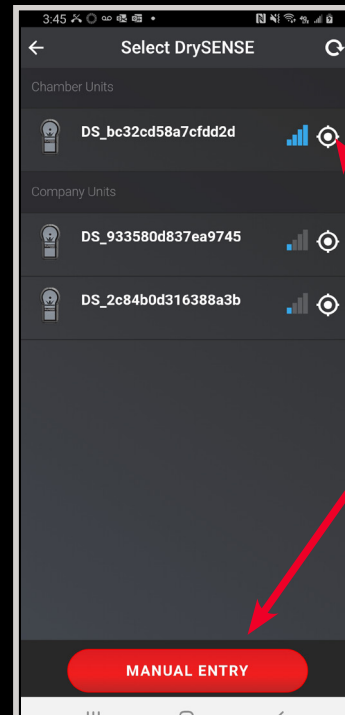 3:45
Select DrySENSE
Chamber Units
DS_bc32cd58a7cfdd2d
Company Units
DS_933580d837ea9745
DS_2c84b0d316388a3b
MANUAL ENTRY